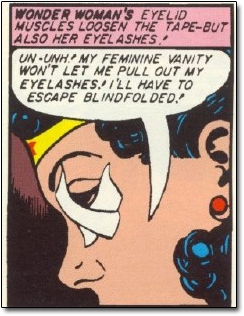 WONDER WOMAN'S EYELID
MUSCLES LOOSEN THE TAPE-BUT
ALSO HER EYELASHES!
UN-UNH! MY FEMININE VANITY
WON'T LET ME PULL OUT MY
EYELASHES! I'LL HAVE TO
ESCAPE BLINDFOLDED!